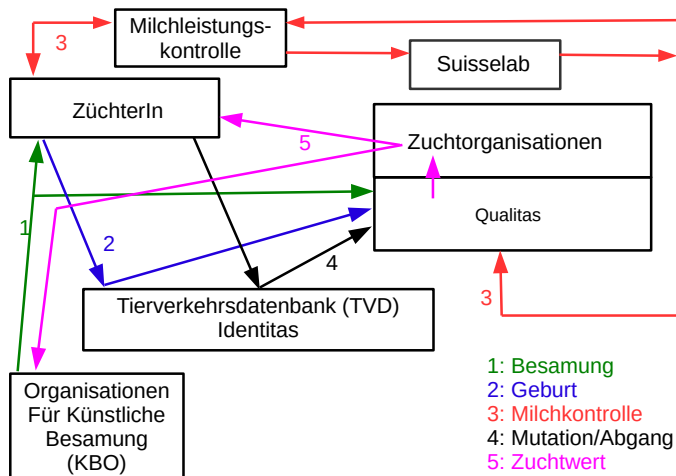 Milchleistungs-
kontrolle
3
Suisselab
ZüchterIn
Zuchtorganisationen
5
Qualitas
1
2
4
Tierverkehrsdatenbank (TVD)
Identitas
3
Organisationen
Für Künstliche
Besamung
(KBO)
1: Besamung
2: Geburt
3: Milchkontrolle
4: Mutation/Abgang
5: Zuchtwert